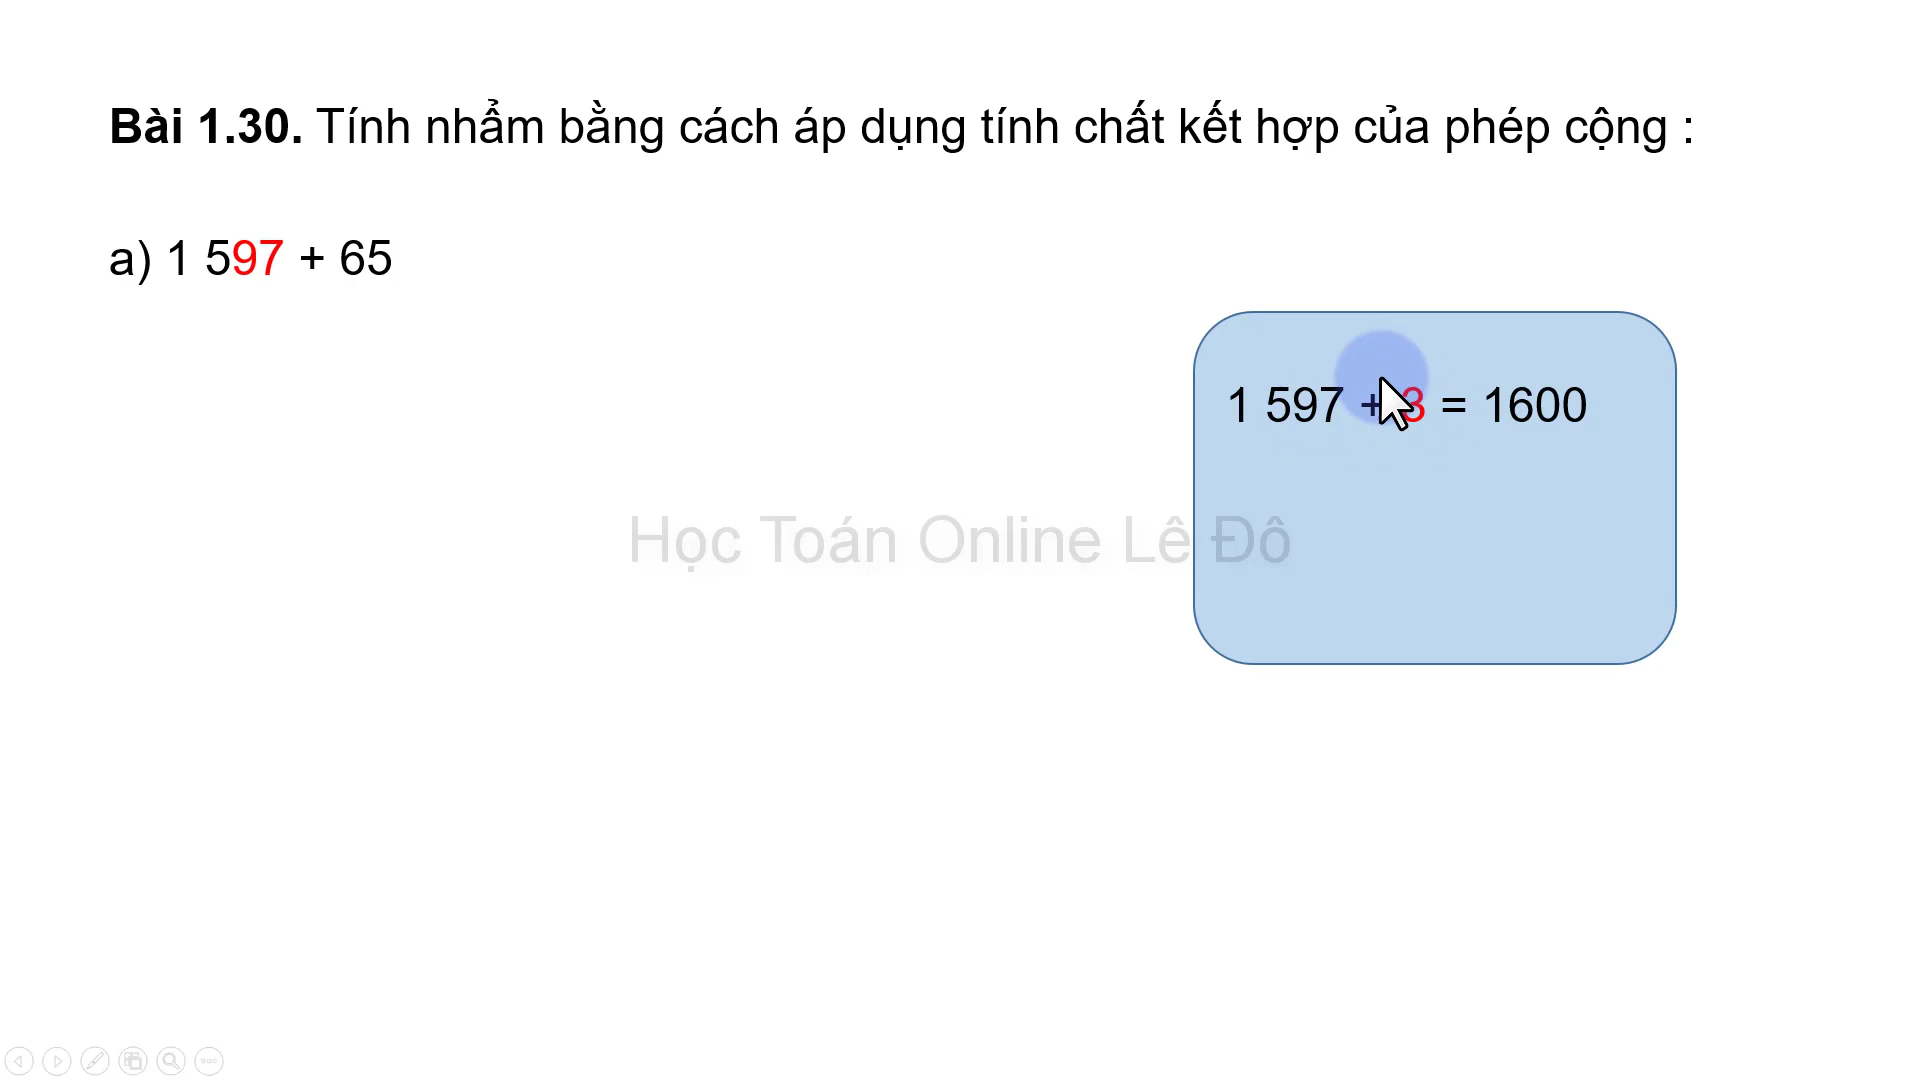 Bài 1.30. Tính nhẩm bằng cách áp dụng tính chất kết hợp của phép cộng :
a) 1 597 + 65
1 597 + 3 = 1600
Học Toán Online Lê Đô